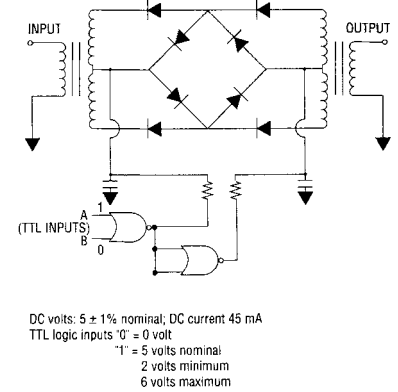 INPUT
OUTPUT
1
A
(TTL INPUTS)
B
0
DC volts: 5 ± 1% nominal; DC current 45 mA
TTL logic inputs "0" = 0 volt
"1" = 5 volts nominal
2 volts minimum
6 volts maximum